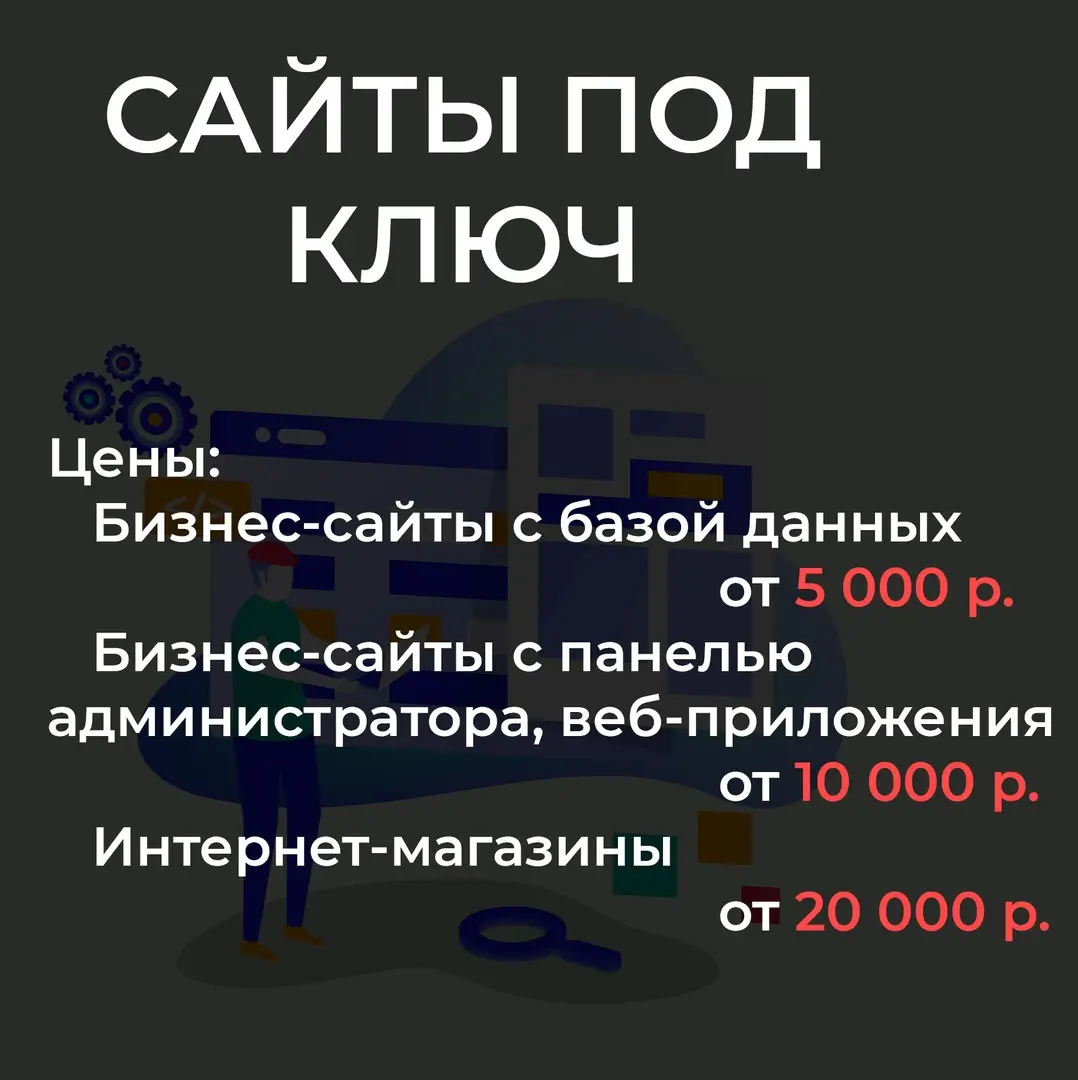 САЙТЫ ПОД
КЛЮЧ
Цены:
Бизнес-сайты с базой данных
от 5 000 р.
Бизнес-сайты с панелью
администратора, веб-приложения
от 10 000 р.
Интернет-магазины
от 20 000 р.